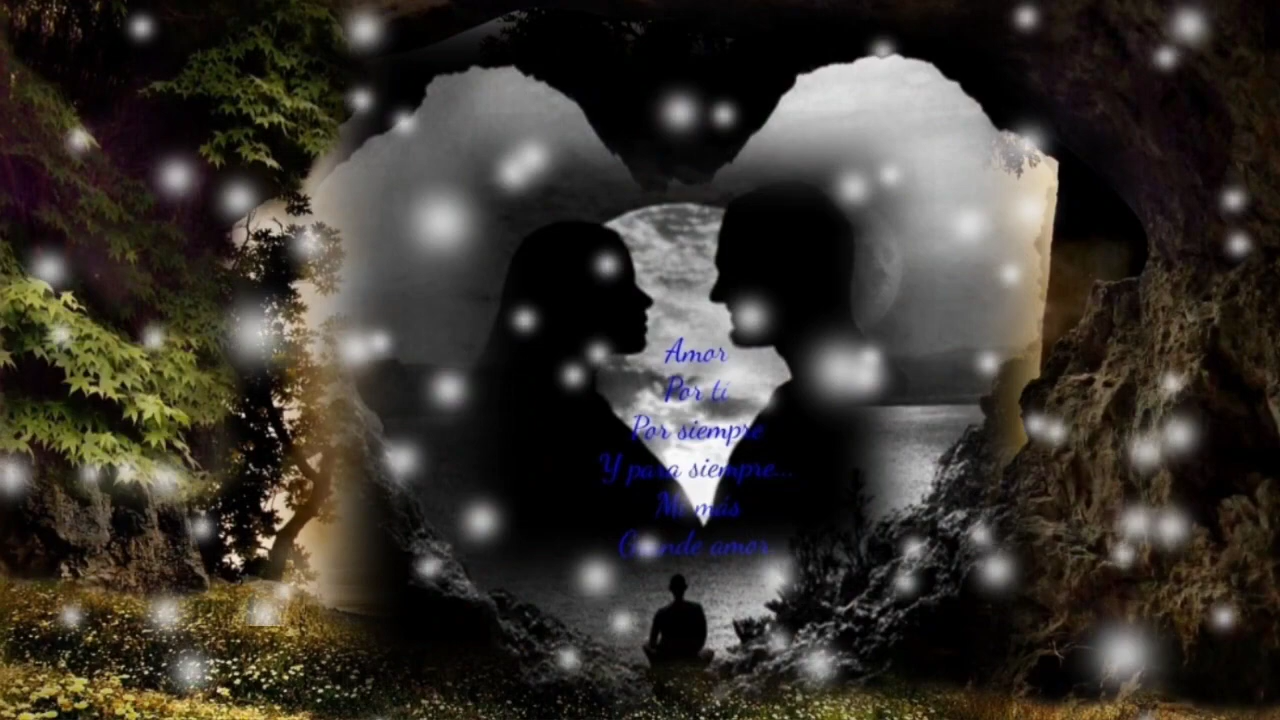 Amor
Por ti
Por siempre
Y para siempre...
Mi más
Grande amor